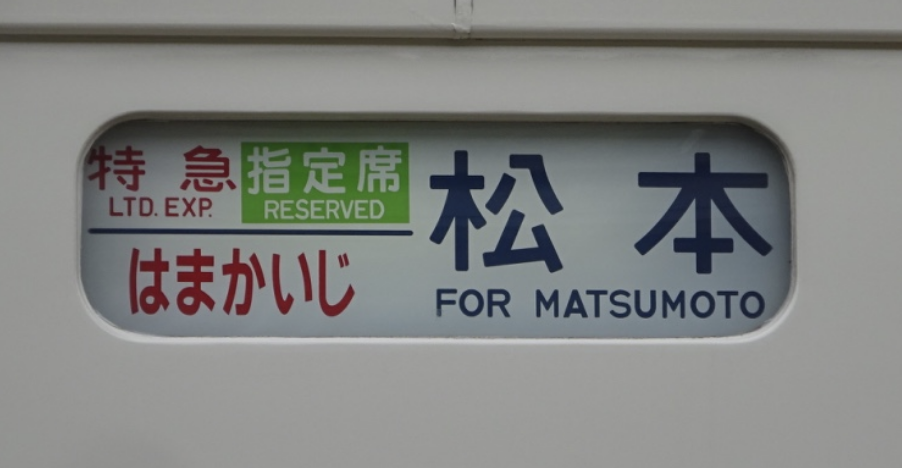 特急 指定席
LTD. EXP. RESERVED
はまかいじ
松本
FOR MATSUMOTO